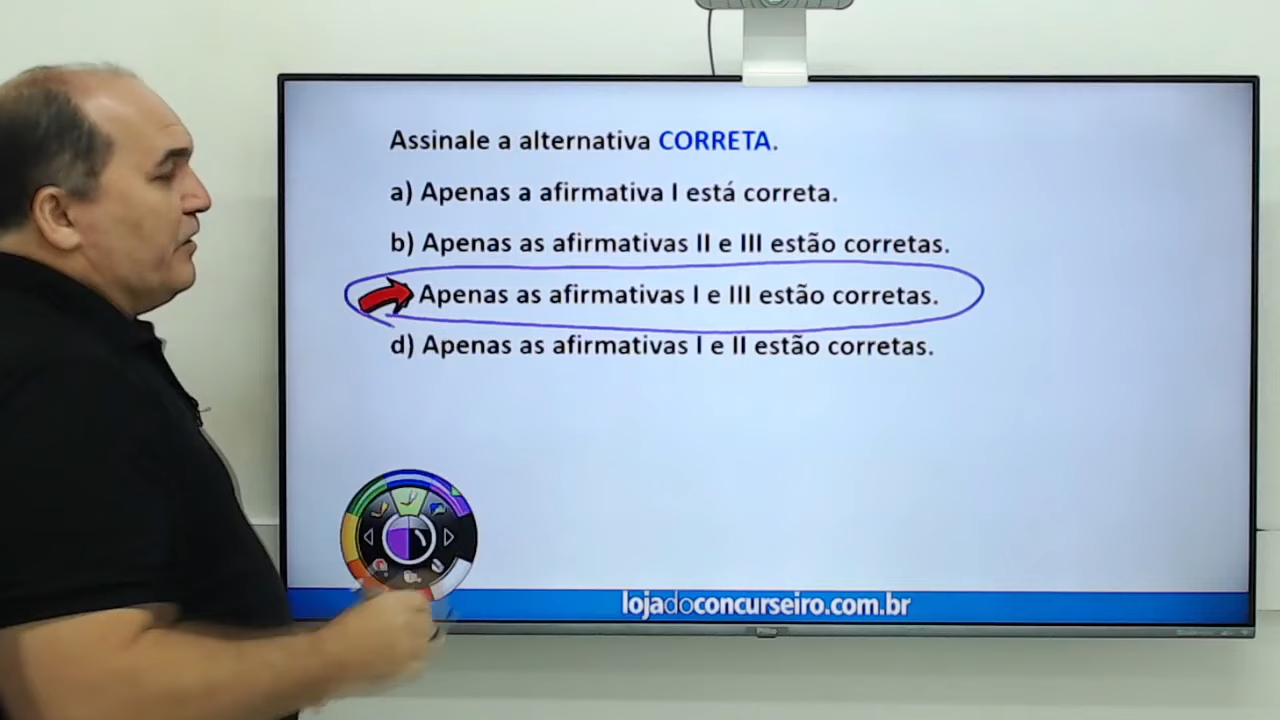 Assinale a alternativa CORRETA.
a) Apenas a afirmativa I está correta.
b) Apenas as afirmativas II e III estão corretas.
Apenas as afirmativas I e III estão corretas.
d) Apenas as afirmativas I e II estão corretas.
lojadoconcurseiro.com.br